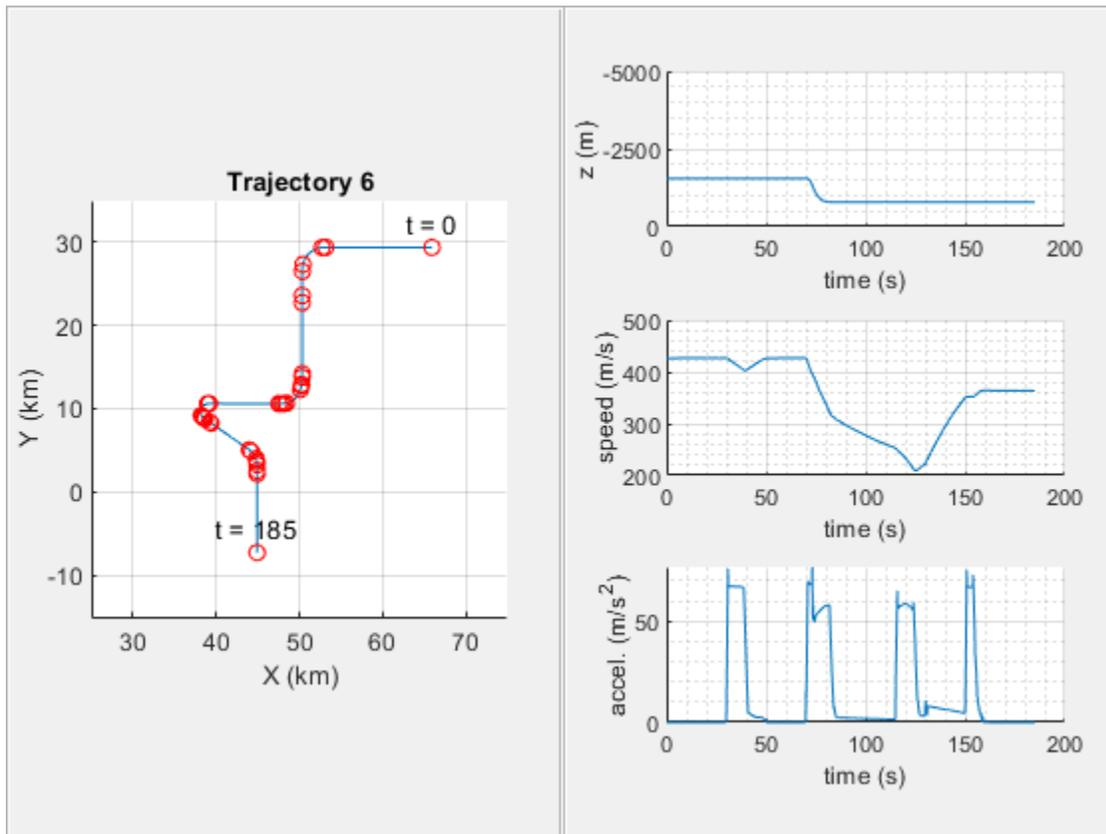 Trajectory 6
t = 0
30
20
10
0
-10
Y (km)
t = 185
30 40 50 60 70
X (km)
-5000
-2500
0
z (m)
0 50 100 150 200
time (s)
500
400
300
200
speed (m/s)
0 50 100 150 200
time (s)
50
0
accel. (m/s²)
0 50 100 150 200
time (s)